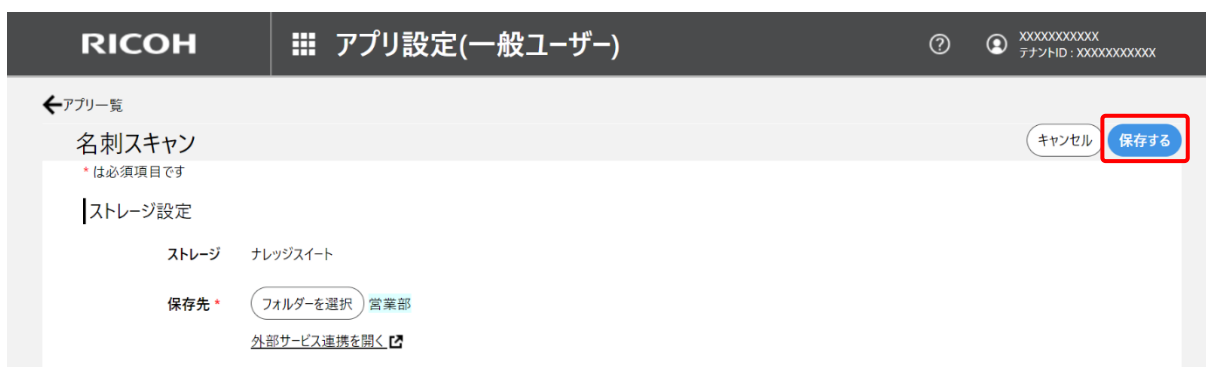 RICOH
アプリ設定(一般ユーザー)
?
XXXXXXXXXXX
テナントID : XXXXXXXXXXX
アプリ一覧
名刺スキャン
キャンセル
保存する
* は必須項目です
ストレージ設定
ストレージ ナレッジスイート
保存先 * フォルダーを選択 営業部
外部サービス連携を開く